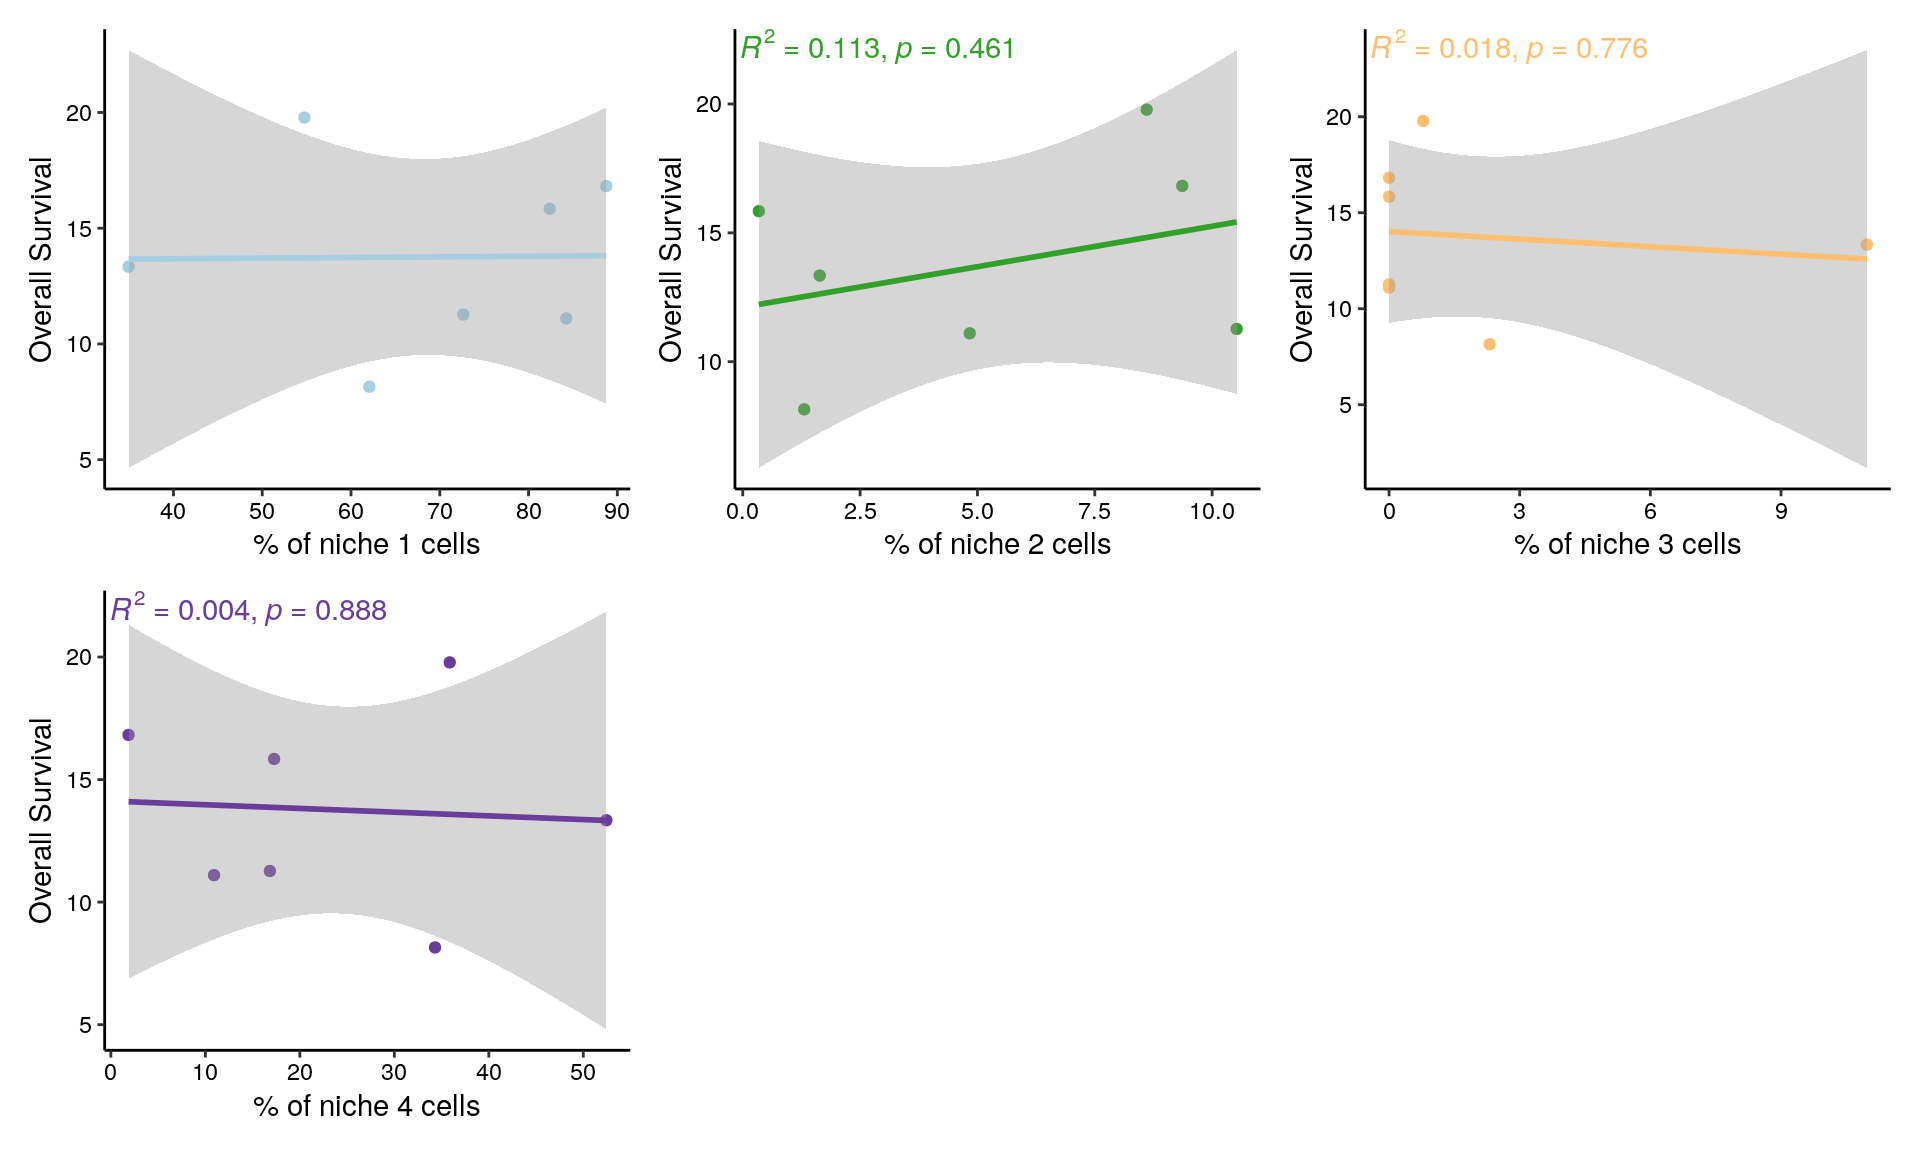 Overall Survival
20
15
10
5
40 50 60 70 80 90
% of niche 1 cells
R² = 0.113, p = 0.461
Overall Survival
20
15
10
0.0 2.5 5.0 7.5 10.0
% of niche 2 cells
R² = 0.018, p = 0.776
Overall Survival
20
15
10
5
0 3 6 9
% of niche 3 cells
R² = 0.004, p = 0.888
Overall Survival
20
15
10
5
0 10 20 30 40 50
% of niche 4 cells